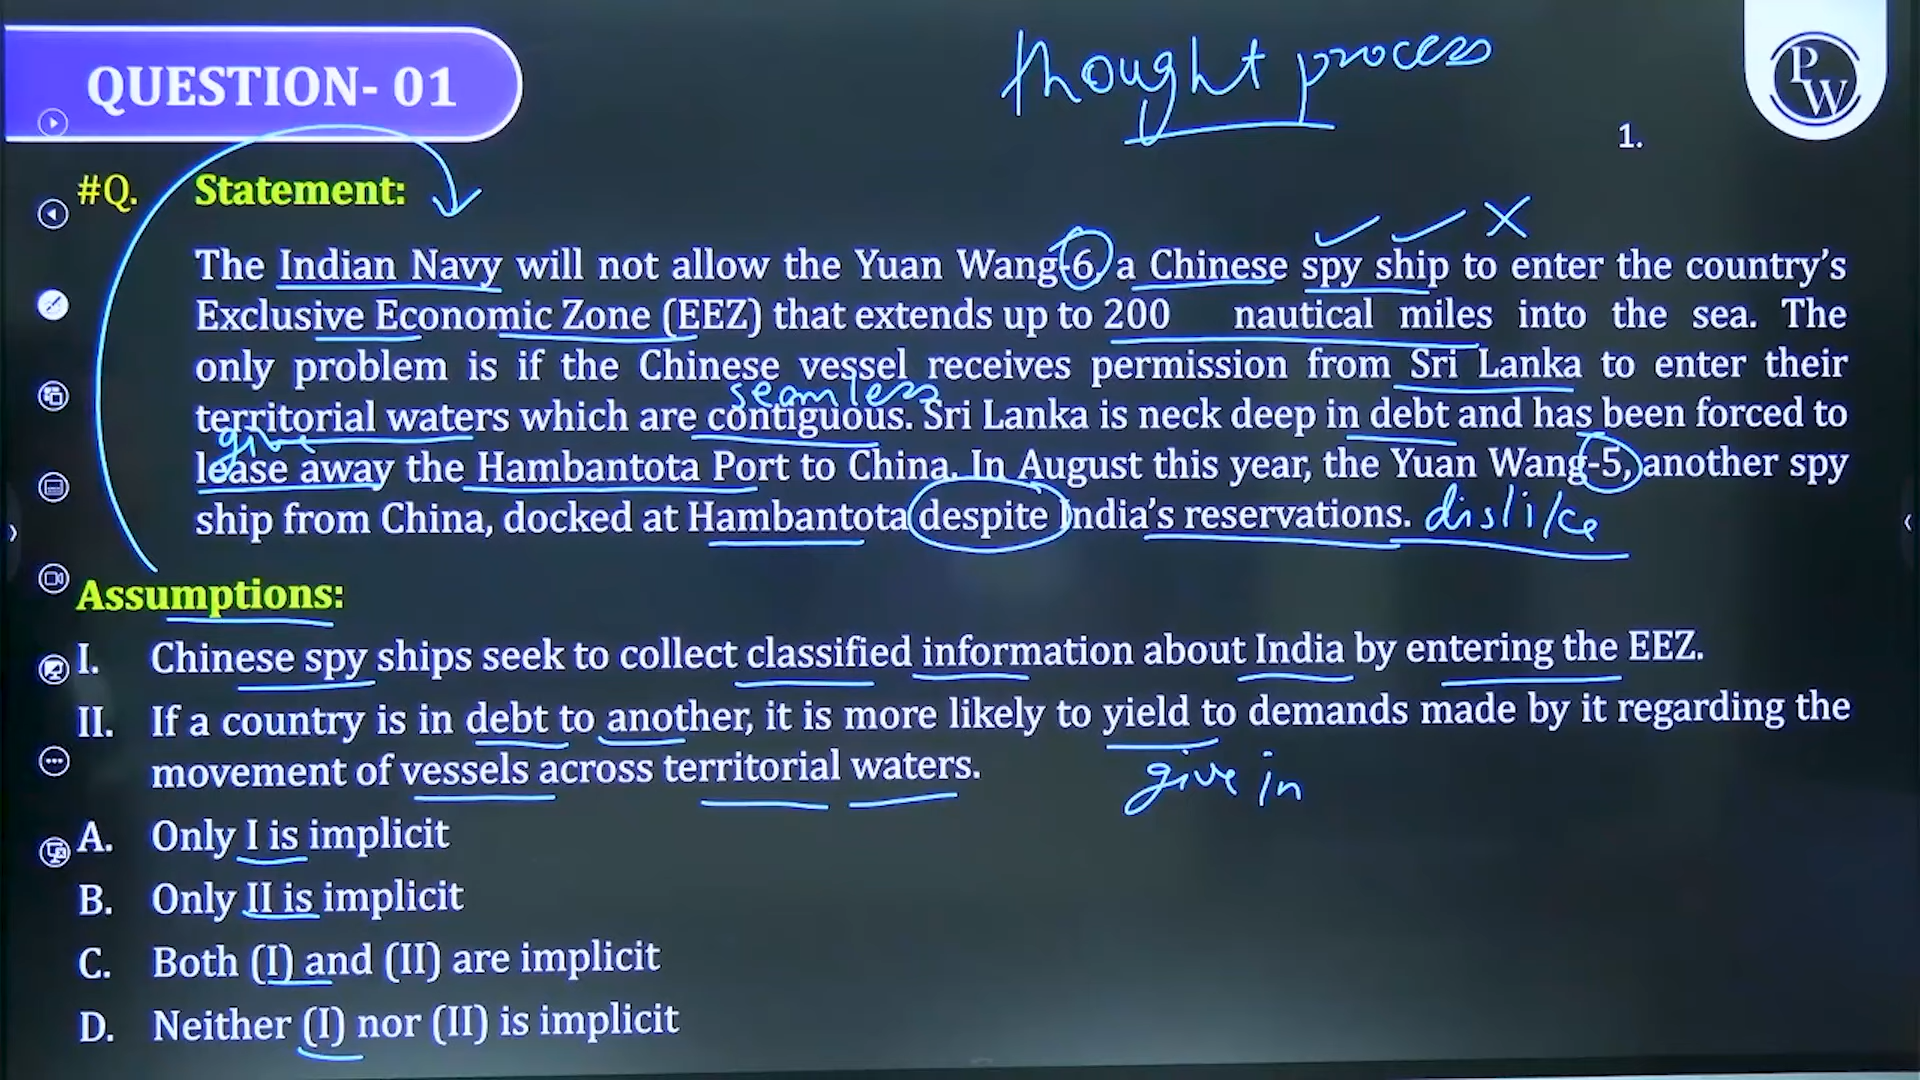 QUESTION- 01
thought process
PW
1.
#Q. Statement:
The Indian Navy will not allow the Yuan Wang-6, a Chinese spy ship to enter the country's
Exclusive Economic Zone (EEZ) that extends up to 200 nautical miles into the sea. The
only problem is if the Chinese vessel receives permission from Sri Lanka to enter their
seamless
territorial waters which are contiguous. Sri Lanka is neck deep in debt and has been forced to
give
lease away the Hambantota Port to China. In August this year, the Yuan Wang-5, another spy
ship from China, docked at Hambantota despite India's reservations. dislike
Assumptions:
I. Chinese spy ships seek to collect classified information about India by entering the EEZ.
II. If a country is in debt to another, it is more likely to yield to demands made by it regarding the
movement of vessels across territorial waters.
give in
A. Only I is implicit
B. Only II is implicit
C. Both (I) and (II) are implicit
D. Neither (I) nor (II) is implicit